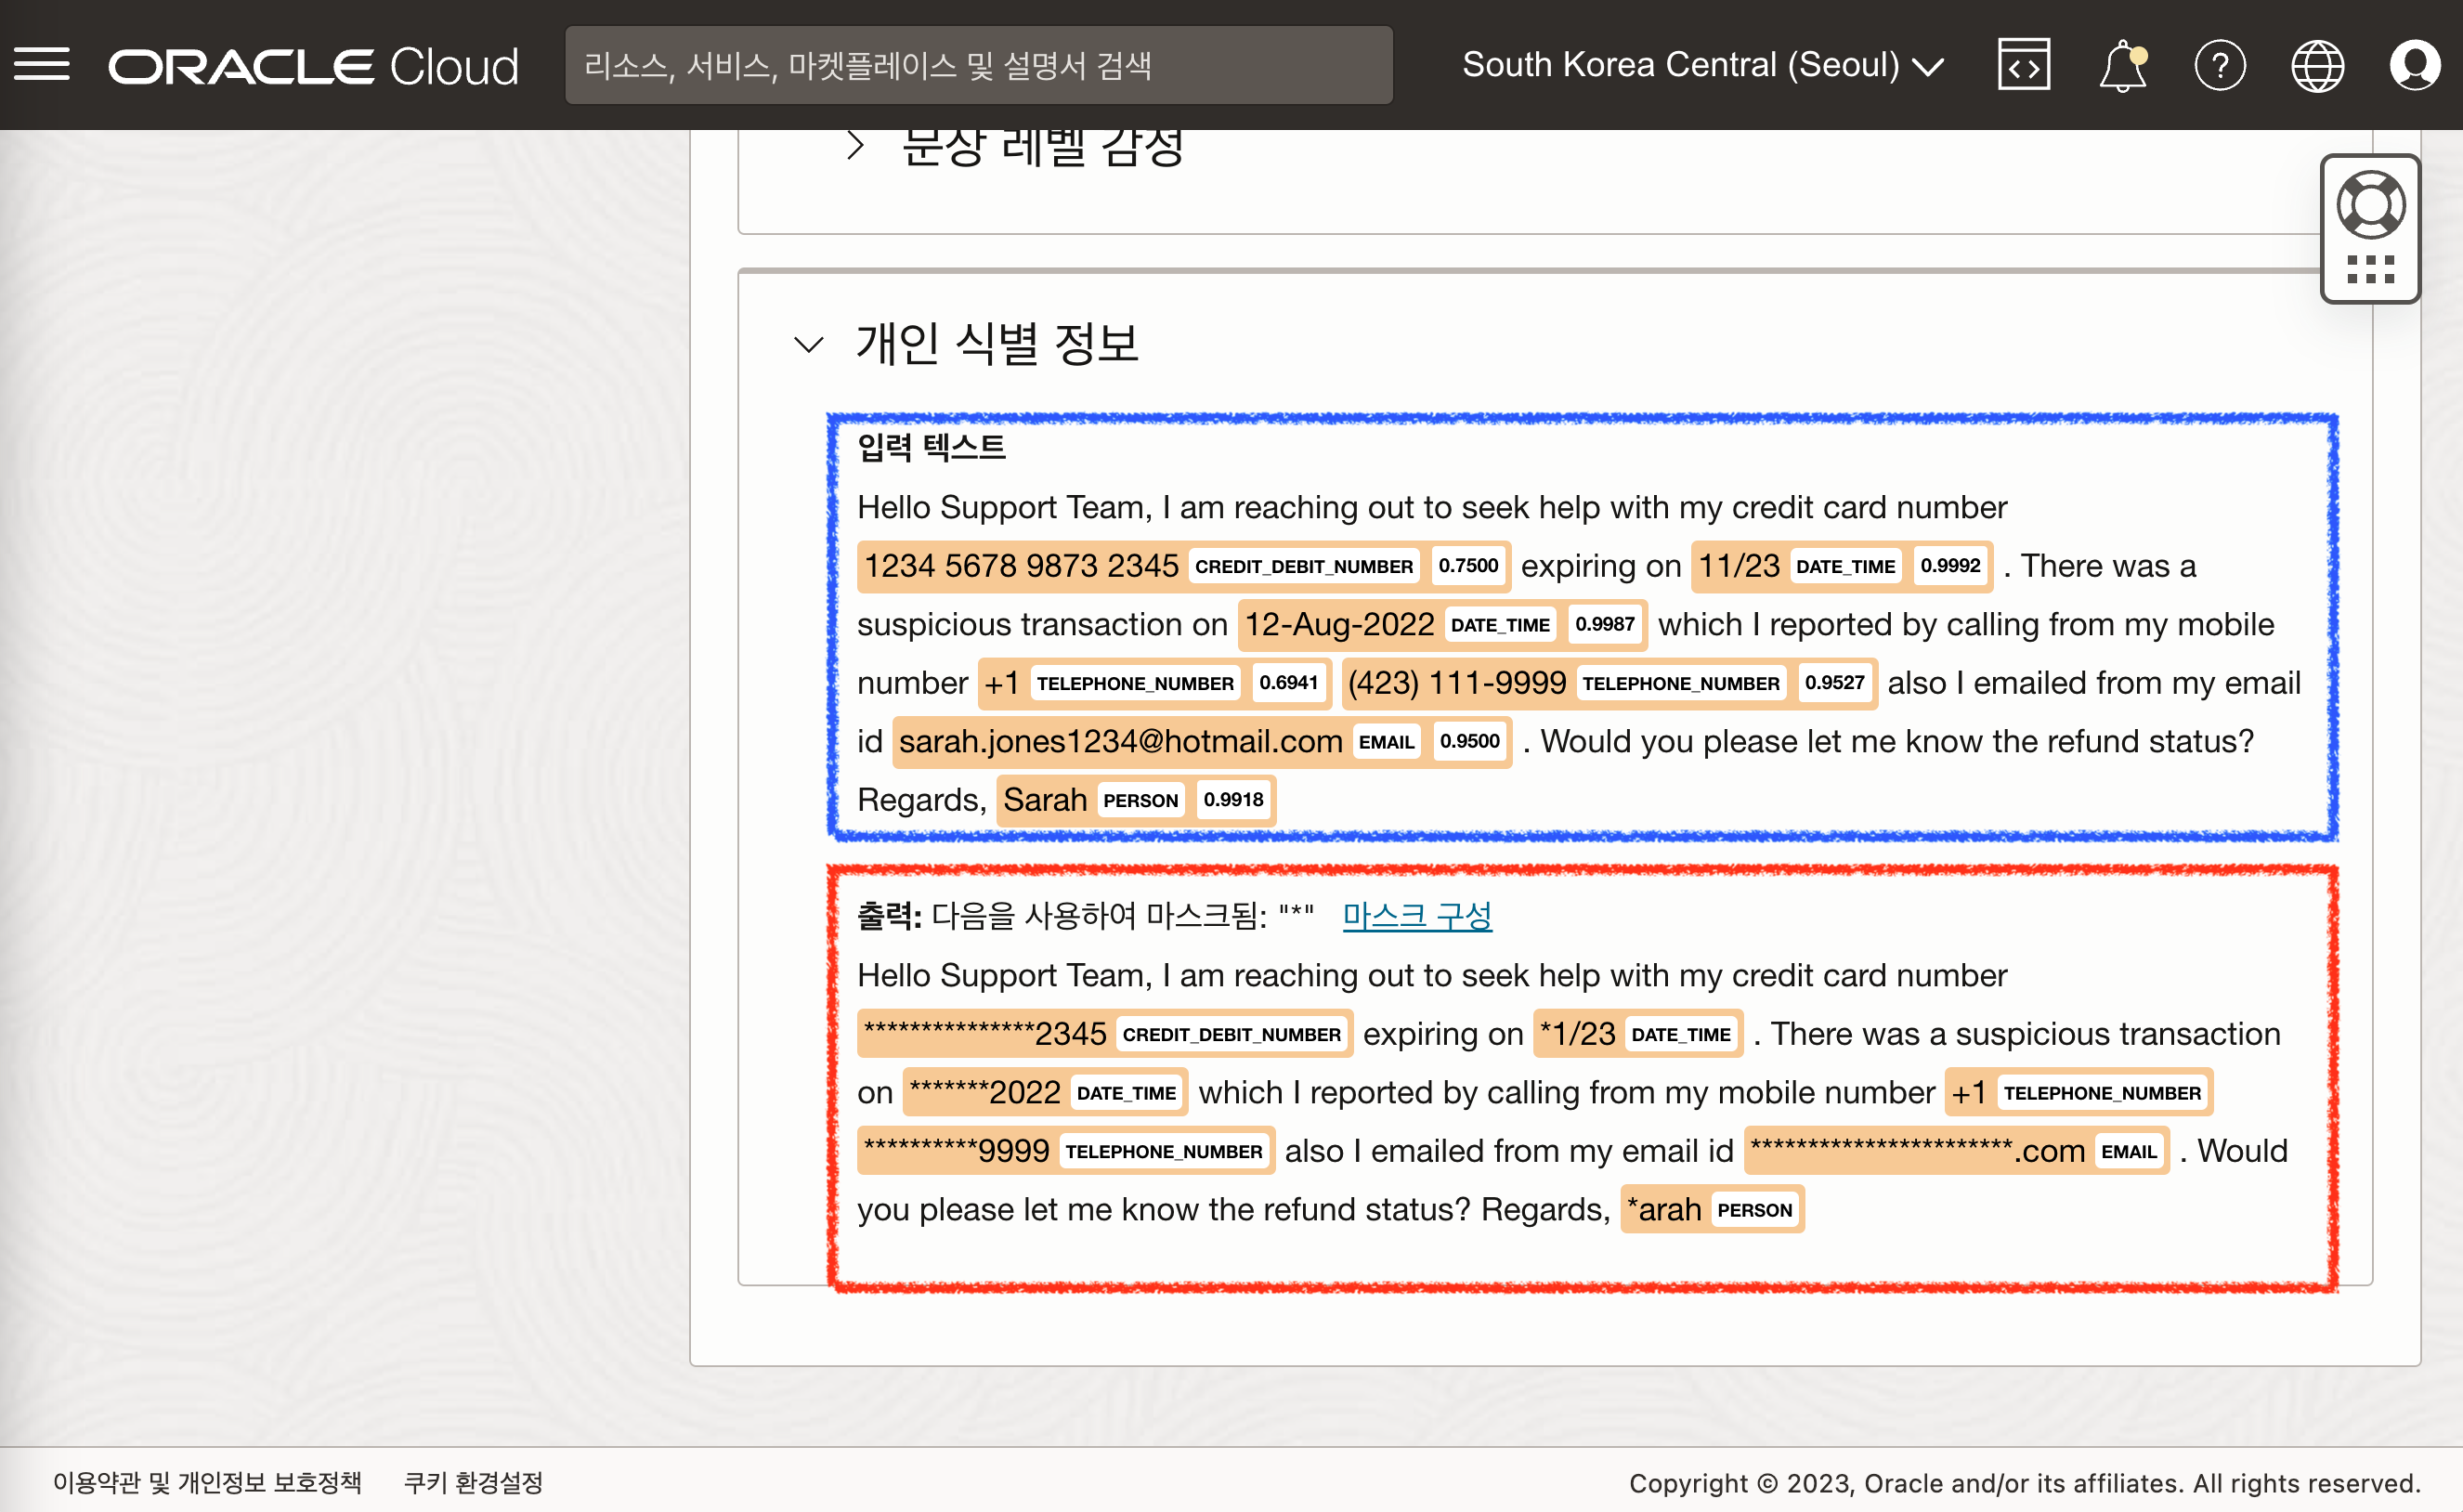 ORACLE Cloud
리소스, 서비스, 마켓플레이스 및 설명서 검색
South Korea Central (Seoul)
문장 레벨 감성
개인 식별 정보
입력 텍스트
Hello Support Team, I am reaching out to seek help with my credit card number
1234 5678 9873 2345 CREDIT_DEBIT_NUMBER 0.7500 expiring on 11/23 DATE_TIME 0.9992 . There was a
suspicious transaction on 12-Aug-2022 DATE_TIME 0.9987 which I reported by calling from my mobile
number +1 TELEPHONE_NUMBER 0.6941 (423) 111-9999 TELEPHONE_NUMBER 0.9527 also I emailed from my email
id sarah.jones1234@hotmail.com EMAIL 0.9500 . Would you please let me know the refund status?
Regards, Sarah PERSON 0.9918
출력: 다음을 사용하여 마스크됨: "*" 마스크 구성
Hello Support Team, I am reaching out to seek help with my credit card number
***************2345 CREDIT_DEBIT_NUMBER expiring on *1/23 DATE_TIME . There was a suspicious transaction
on *******2022 DATE_TIME which I reported by calling from my mobile number +1 TELEPHONE_NUMBER
**********9999 TELEPHONE_NUMBER also I emailed from my email id ***********************.com EMAIL . Would
you please let me know the refund status? Regards, *arah PERSON
이용약관 및 개인정보 보호정책 쿠키 환경설정
Copyright © 2023, Oracle and/or its affiliates. All rights reserved.